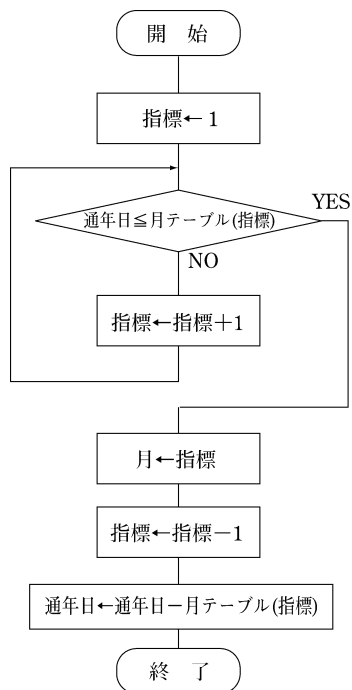 開　始
指標←1
通年日≦月テーブル(指標)
YES
NO
指標←指標＋1
月←指標
指標←指標－1
通年日←通年日－月テーブル(指標)
終　了